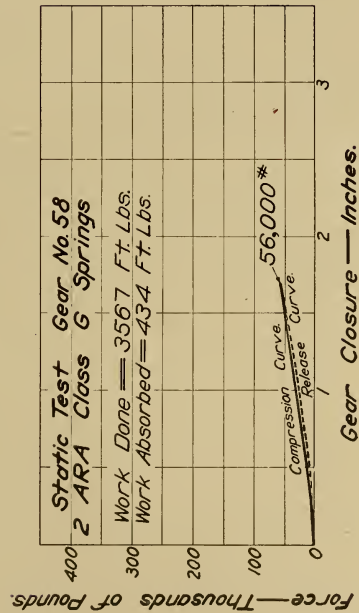 Static Test Gear No. 58
2 ARA Class G Springs
Work Done = 3567 Ft. Lbs.
Work Absorbed = 434 Ft. Lbs.
Force — Thousands of Pounds.
400
300
200
100
0
56,000#
Compression Curve.
Release Curve.
1
2
3
Gear Closure — Inches.